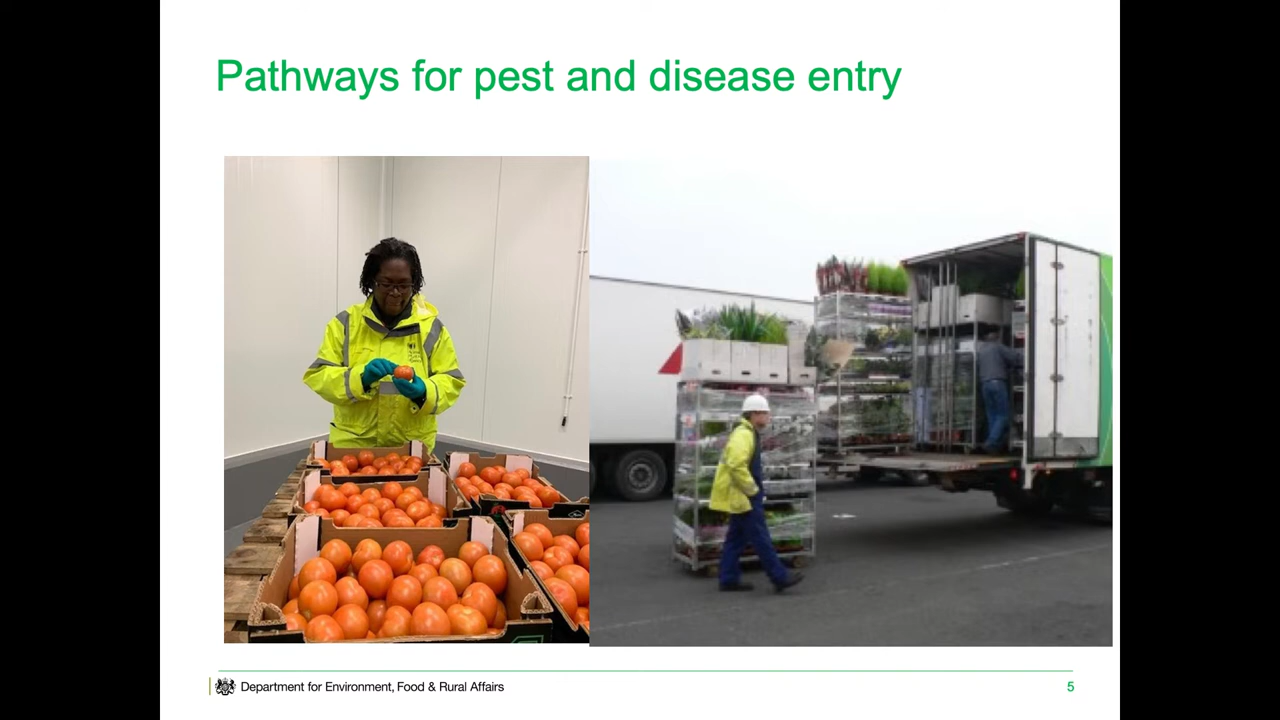 Pathways for pest and disease entry
Department for Environment, Food & Rural Affairs
5